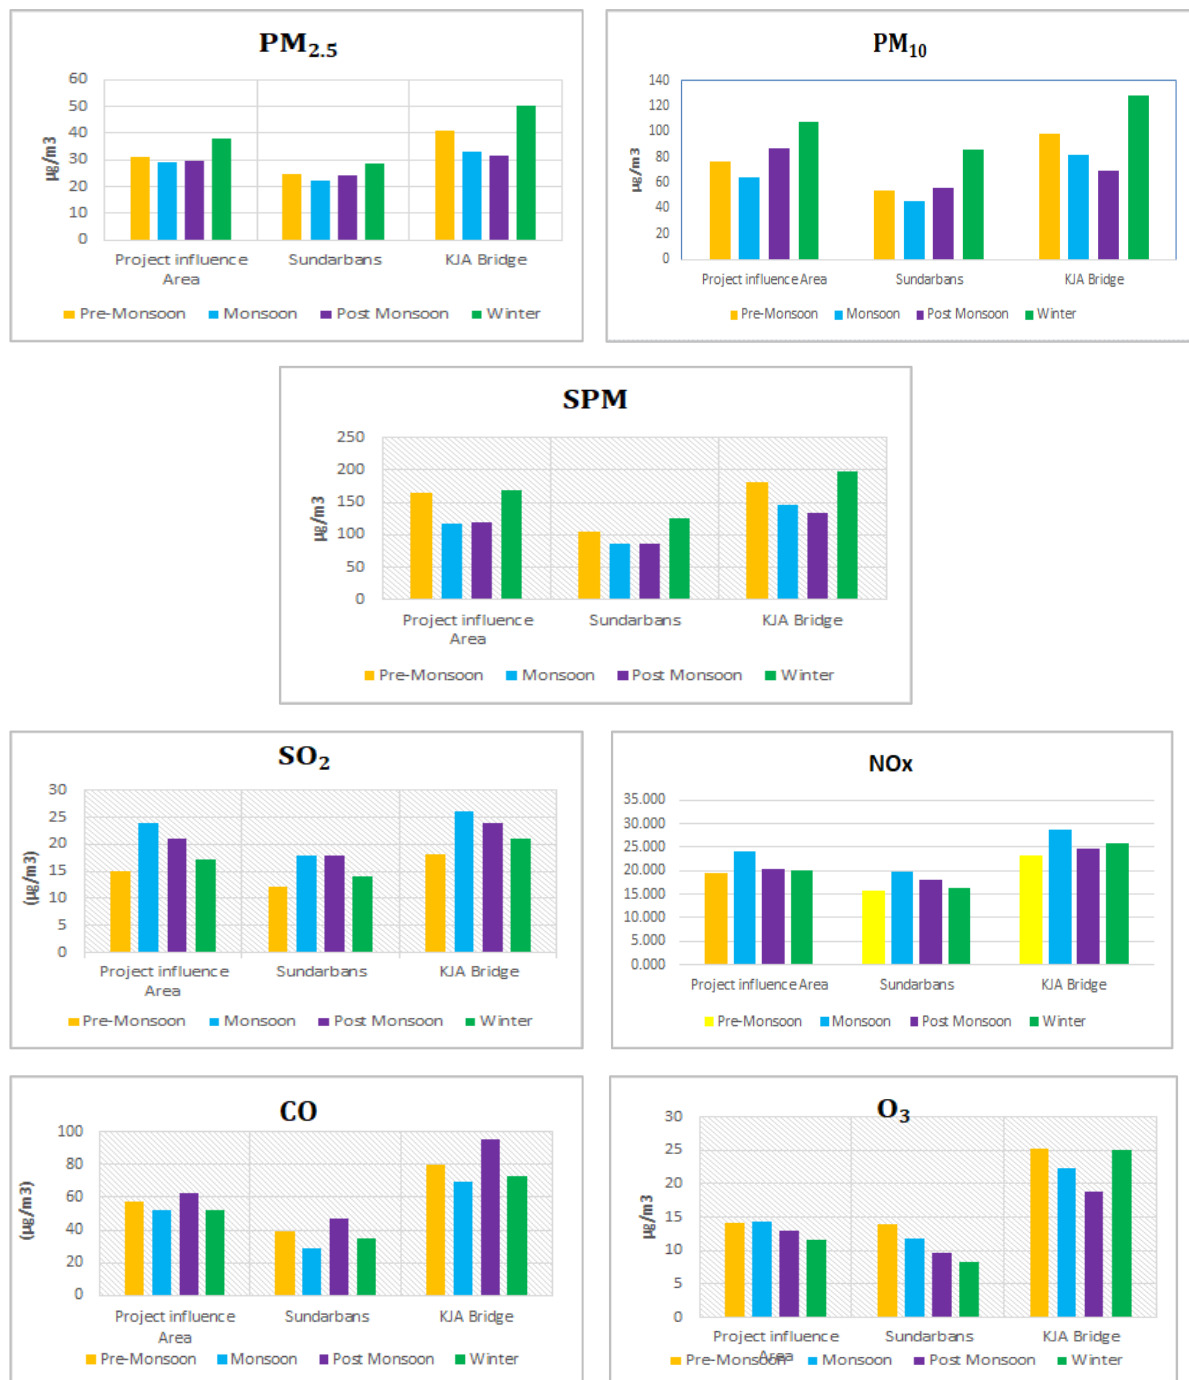 PM2.5
60
50
40
30
20
10
0
µg/m3
Project influence Area
Sundarbans
KJA Bridge
Pre-Monsoon Monsoon Post Monsoon Winter
PM10
140
120
100
80
60
40
20
0
µg/m3
Project influence Area
Sundarbans
KJA Bridge
Pre-Monsoon Monsoon Post Monsoon Winter
SPM
250
200
150
100
50
0
µg/m3
Project influence
Area
Sundarbans
KJA Bridge
Pre-Monsoon Monsoon Post Monsoon Winter
SO2
30
25
20
15
10
5
0
(µg/m3)
Project influence
Area
Sundarbans
KJA Bridge
Pre-Monsoon Monsoon Post Monsoon Winter
NOx
35.000
30.000
25.000
20.000
15.000
10.000
5.000
0.000
Project influence Area
Sundarbans
KJA Bridge
Pre-Monsoon Monsoon Post Monsoon Winter
CO
100
80
60
40
20
0
(µg/m3)
Project influence
Area
Sundarbans
KJA Bridge
Pre-Monsoon Monsoon Post Monsoon Winter
O3
30
25
20
15
10
5
0
µg/m3
Project influence
Area
Sundarbans
KJA Bridge
Pre-Monsoon Monsoon Post Monsoon Winter